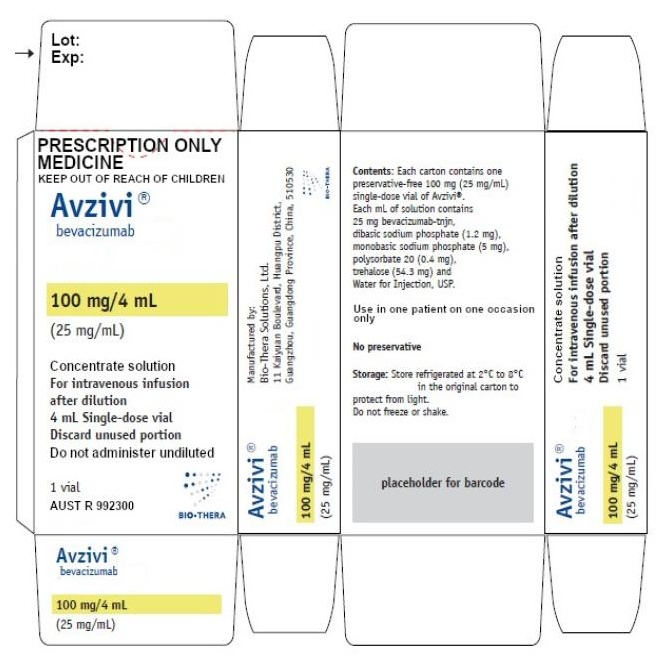 Lot:
Exp:
PRESCRIPTION ONLY
MEDICINE
KEEP OUT OF REACH OF CHILDREN
Avzivi®
bevacizumab
100 mg/4 mL
(25 mg/mL)
Concentrate solution
For intravenous infusion
after dilution
4 mL Single-dose vial
Discard unused portion
Do not administer undiluted
1 vial
AUST R 992300
BIO-THERA
Avzivi®
bevacizumab
100 mg/4 mL
(25 mg/mL)
Manufactured by:
Bio-Thera Solutions, Ltd.
11 Kaiyuan Boulevard, Huangpu District,
Guangzhou, Guangdong Province, China, 510530
BIO-THERA
Avzivi®
bevacizumab
100 mg/4 mL
(25 mg/mL)
Contents: Each carton contains one
preservative-free 100 mg (25 mg/mL)
single-dose vial of Avzivi®.
Each mL of solution contains
25 mg bevacizumab-tnjn,
dibasic sodium phosphate (1.2 mg),
monobasic sodium phosphate (5 mg),
polysorbate 20 (0.4 mg),
trehalose (54.3 mg) and
Water for Injection, USP.
Use in one patient on one occasion
only
No preservative
Storage: Store refrigerated at 2°C to 8°C
in the original carton to
protect from light.
Do not freeze or shake.
placeholder for barcode
Concentrate solution
For intravenous infusion after dilution
4 mL Single-dose vial
Discard unused portion
1 vial
Avzivi®
bevacizumab
100 mg/4 mL
(25 mg/mL)